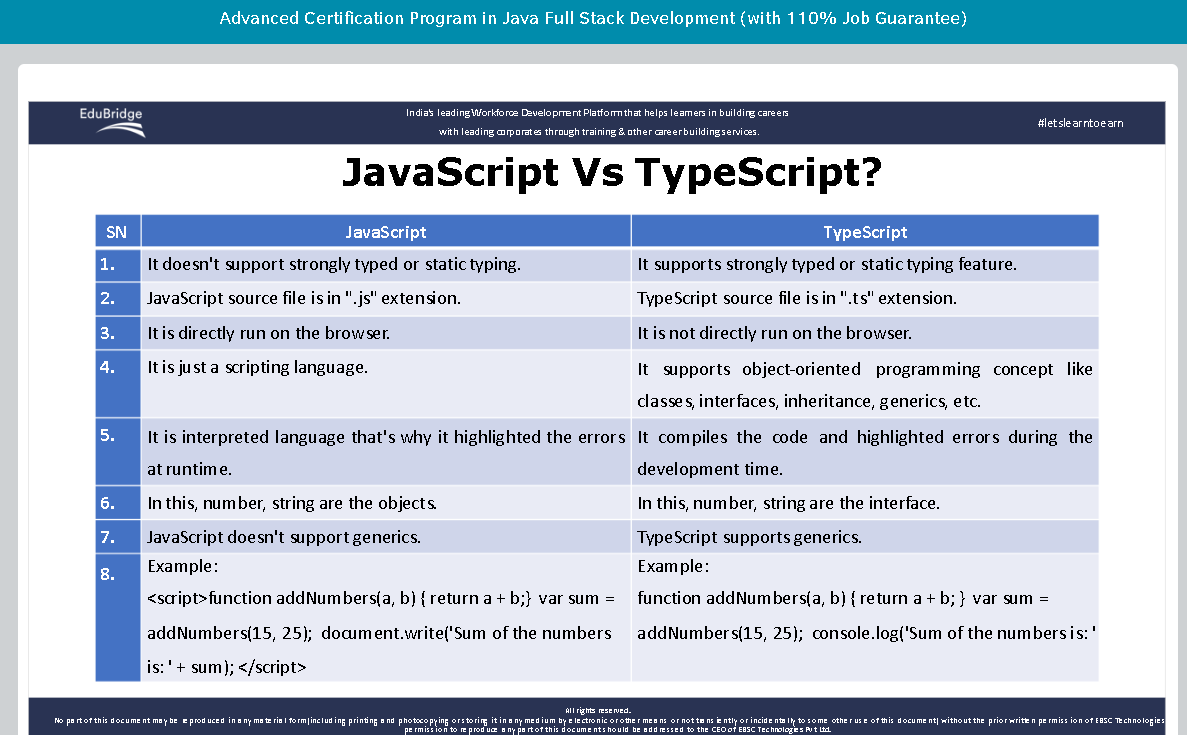 Advanced Certification Program in Java Full Stack Development (with 110% Job Guarantee)
EduBridge
India's leading Workforce Development Platform that helps learners in building careers
with leading corporates through training & other career building services.
#letslearntoearn
JavaScript Vs TypeScript?
SN JavaScript TypeScript
1. It doesn't support strongly typed or static typing. It supports strongly typed or static typing feature.
2. JavaScript source file is in ".js" extension. TypeScript source file is in ".ts" extension.
3. It is directly run on the browser. It is not directly run on the browser.
4. It is just a scripting language. It supports object-oriented programming concept like
classes, interfaces, inheritance, generics, etc.
5. It is interpreted language that's why it highlighted the errors It compiles the code and highlighted errors during the
at runtime. development time.
6. In this, number, string are the objects. In this, number, string are the interface.
7. JavaScript doesn't support generics. TypeScript supports generics.
8. Example: Example:
<script>function addNumbers(a, b) { return a + b;} var sum = function addNumbers(a, b) { return a + b; } var sum =
addNumbers(15, 25); document.write('Sum of the numbers addNumbers(15, 25); console.log('Sum of the numbers is: '
is: ' + sum); </script>
All rights reserved.
No part of this document may be reproduced in any material form (including printing and photocopying or storing it in any medium by electronic or other means or not transiently or incidentally to some other use of this document) without the prior written permission of EBSC Technologies
permission to reproduce any part of this document should be addressed to the CEO of EBSC Technologies Pvt Ltd.